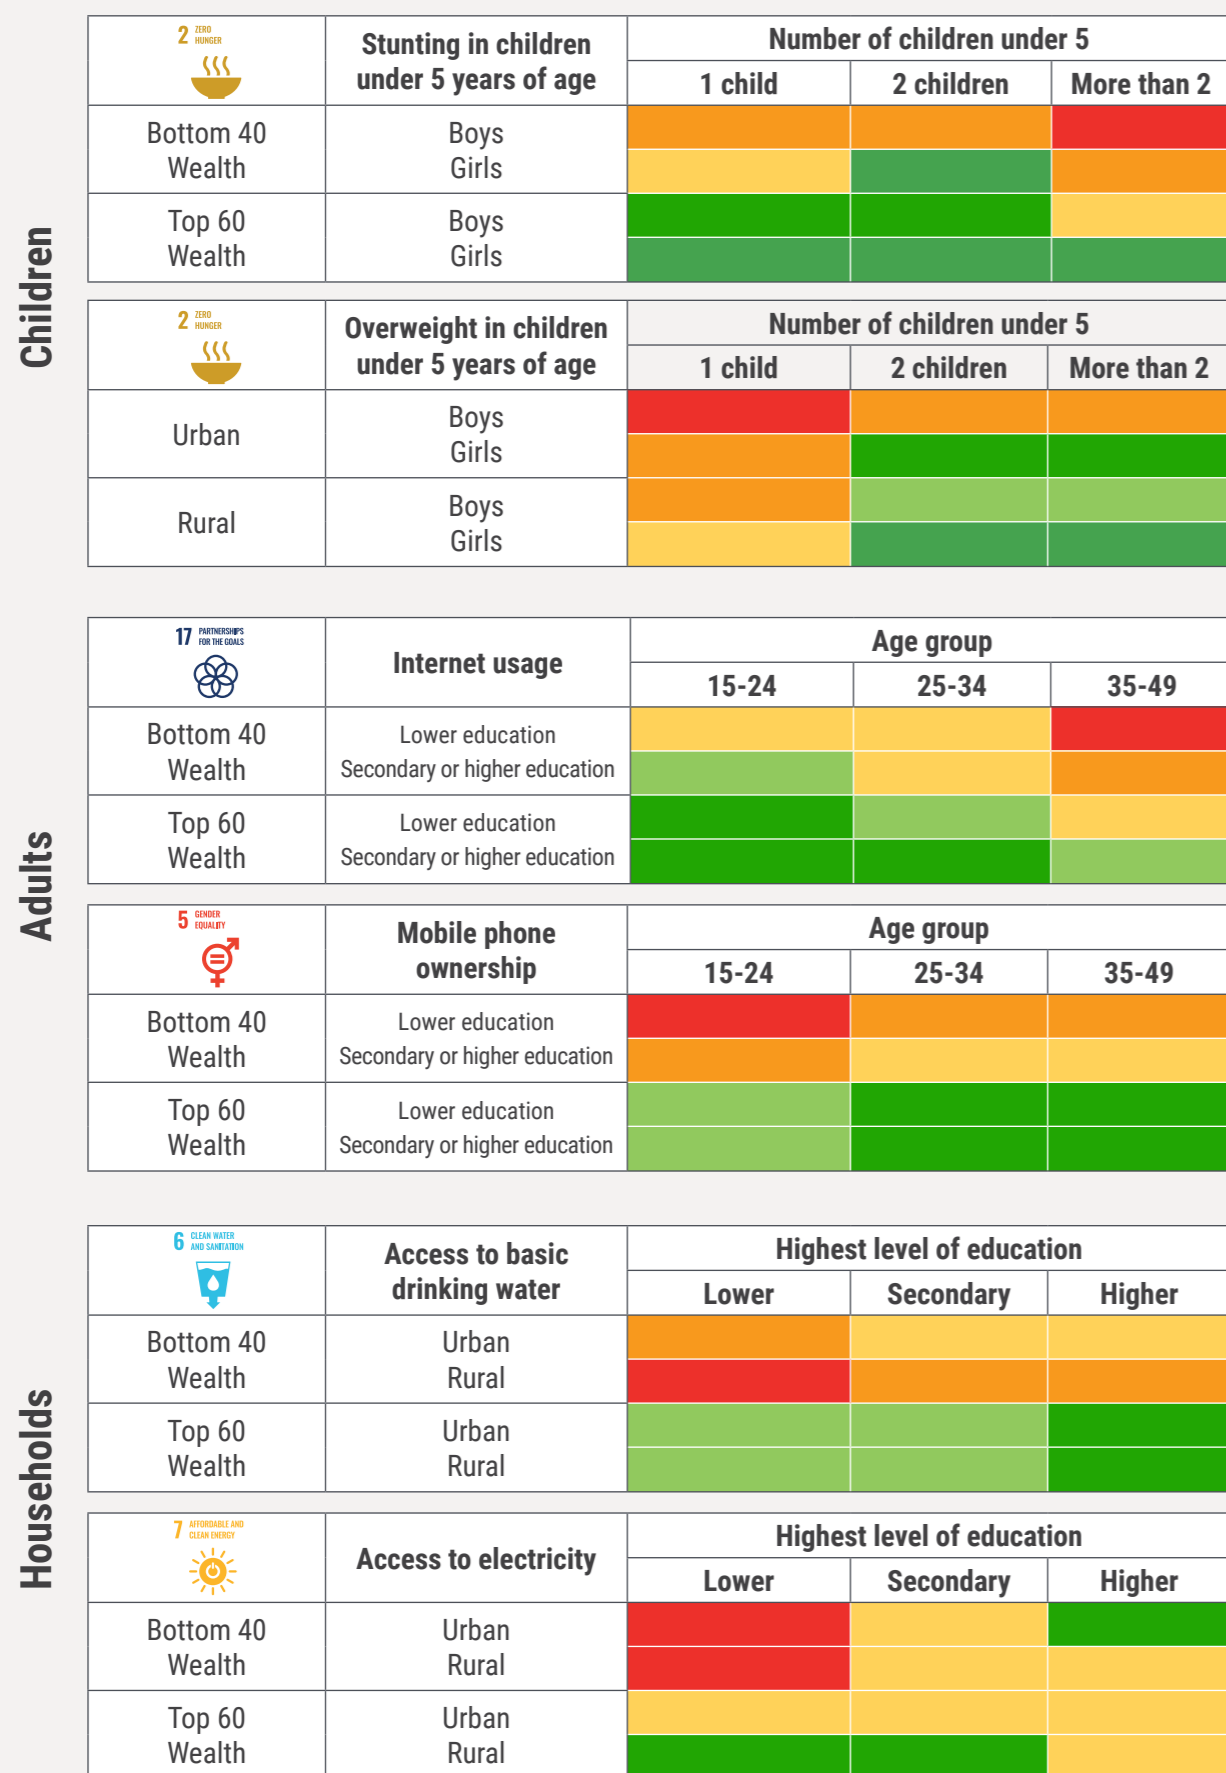 Children
2 ZERO
HUNGER
Stunting in children
under 5 years of age
Number of children under 5
1 child
2 children
More than 2
Bottom 40
Wealth
Boys
Girls
Top 60
Wealth
Boys
Girls
2 ZERO
HUNGER
Overweight in children
under 5 years of age
Number of children under 5
1 child
2 children
More than 2
Urban
Boys
Girls
Rural
Boys
Girls
Adults
17 PARTNERSHIPS
FOR THE GOALS
Internet usage
Age group
15-24
25-34
35-49
Bottom 40
Wealth
Lower education
Secondary or higher education
Top 60
Wealth
Lower education
Secondary or higher education
5 GENDER
EQUALITY
Mobile phone
ownership
Age group
15-24
25-34
35-49
Bottom 40
Wealth
Lower education
Secondary or higher education
Top 60
Wealth
Lower education
Secondary or higher education
Households
6 CLEAN WATER
AND SANITATION
Access to basic
drinking water
Highest level of education
Lower
Secondary
Higher
Bottom 40
Wealth
Urban
Rural
Top 60
Wealth
Urban
Rural
7 AFFORDABLE AND
CLEAN ENERGY
Access to electricity
Highest level of education
Lower
Secondary
Higher
Bottom 40
Wealth
Urban
Rural
Top 60
Wealth
Urban
Rural